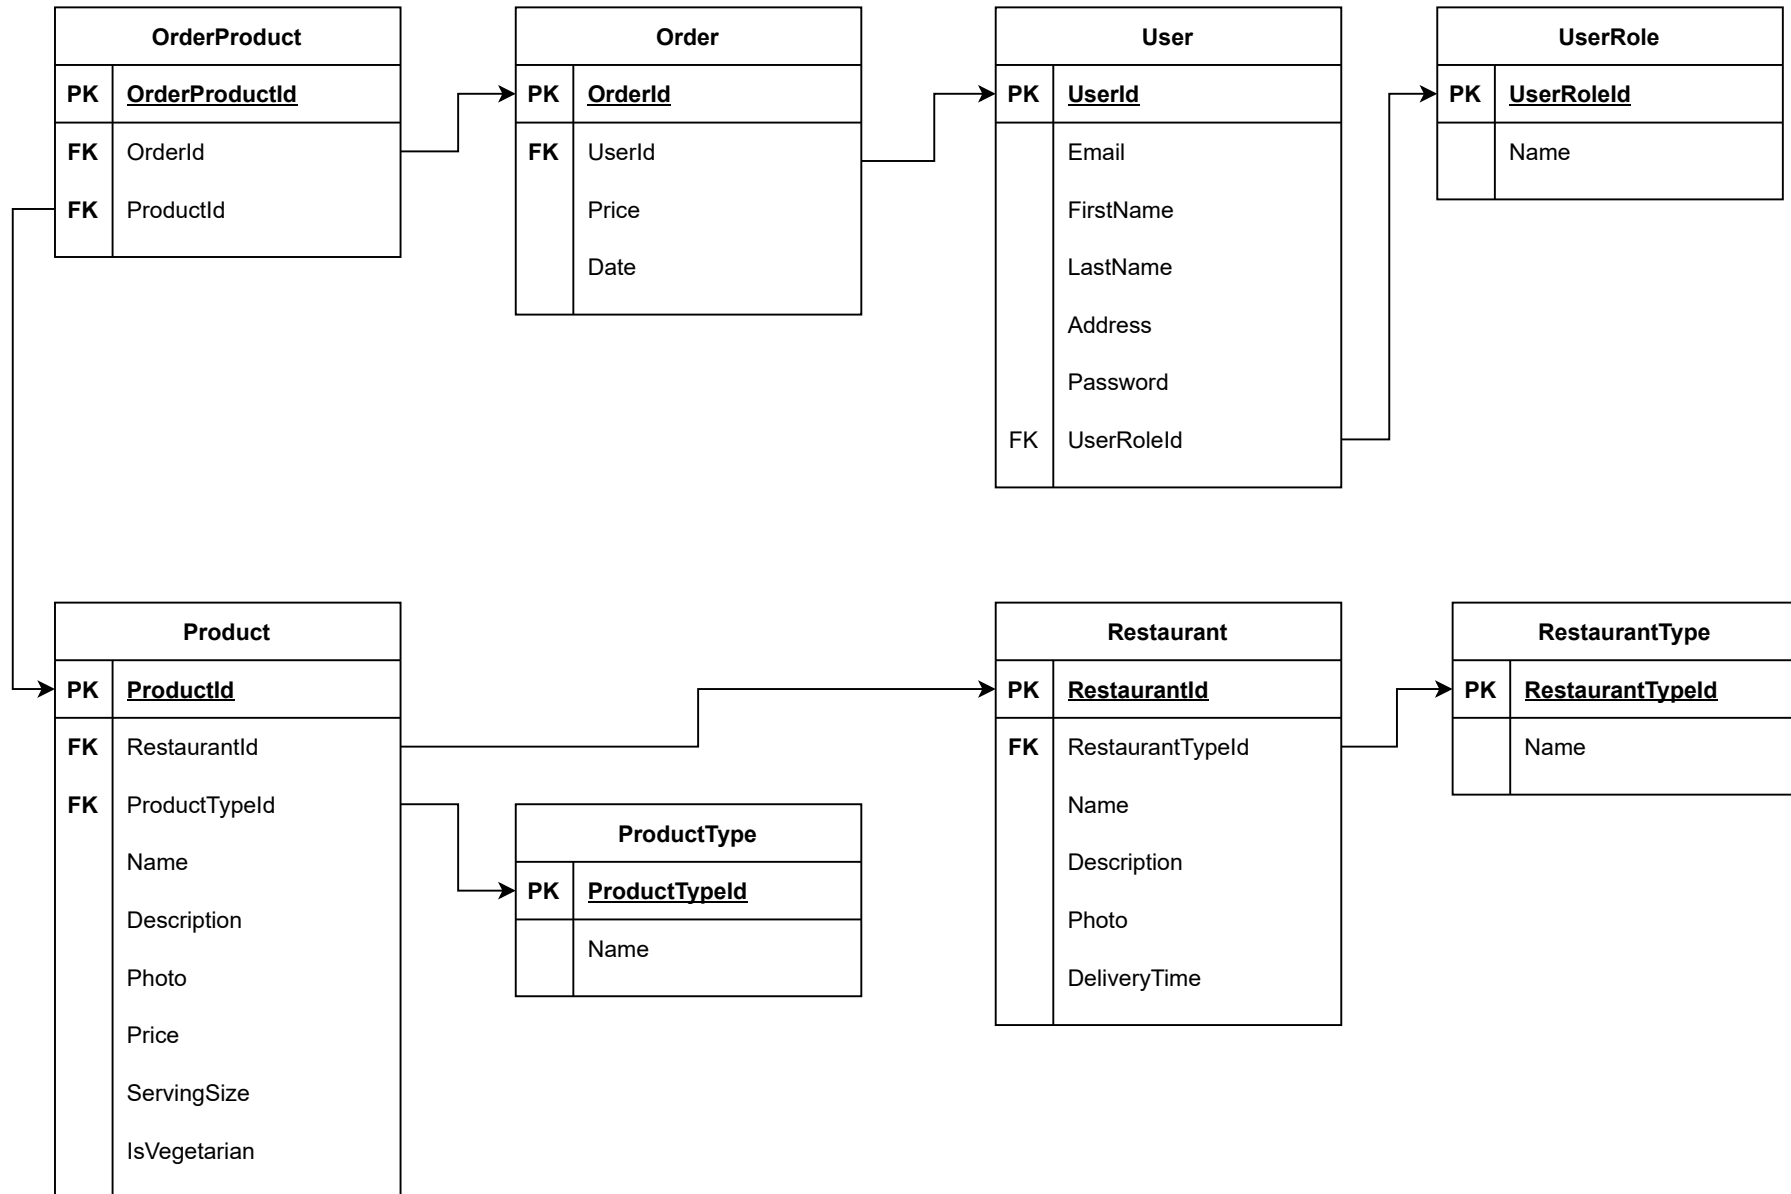 OrderProduct
PK OrderProductId
FK OrderId
FK ProductId
Order
PK OrderId
FK UserId
Price
Date
User
PK UserId
Email
FirstName
LastName
Address
Password
FK UserRoleId
UserRole
PK UserRoleId
Name
Product
PK ProductId
FK RestaurantId
FK ProductTypeId
Name
Description
Photo
Price
ServingSize
IsVegetarian
ProductType
PK ProductTypeId
Name
Restaurant
PK RestaurantId
FK RestaurantTypeId
Name
Description
Photo
DeliveryTime
RestaurantType
PK RestaurantTypeId
Name